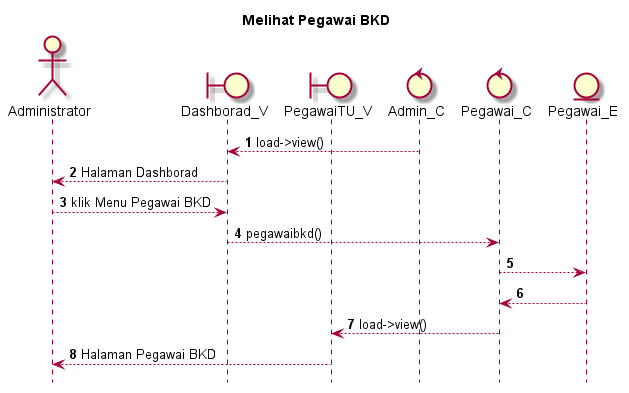 Melihat Pegawai BKD
Administrator
Dashborad_V
PegawaiTU_V
Admin_C
Pegawai_C
Pegawai_E
1 load->view()
2 Halaman Dashborad
3 klik Menu Pegawai BKD
4 pegawaibkd()
5
6
7 load->view()
8 Halaman Pegawai BKD